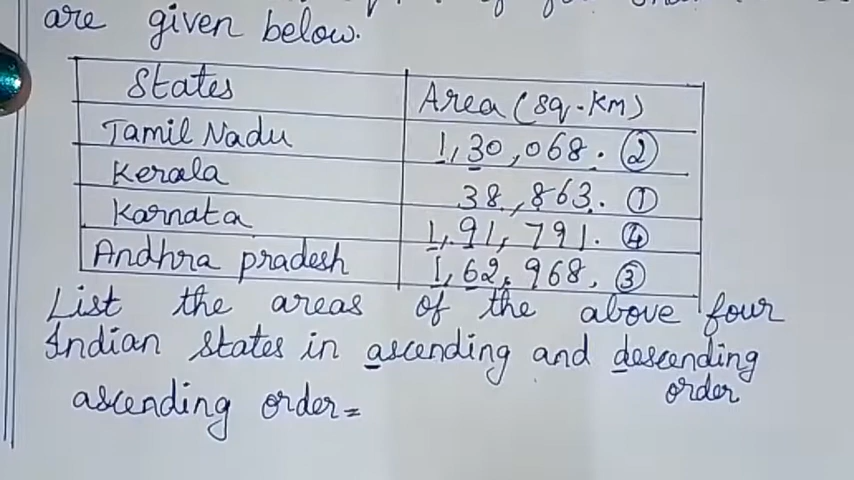 are given below.
States Area (sq.km)
Tamil Nadu 1,30,068. ②
Kerala 38,863. ①
Karnata 1,91,791. ④
Andhra pradesh 1,62,968. ③
List the areas of the above four
Indian states in ascending and descending
order
ascending order=